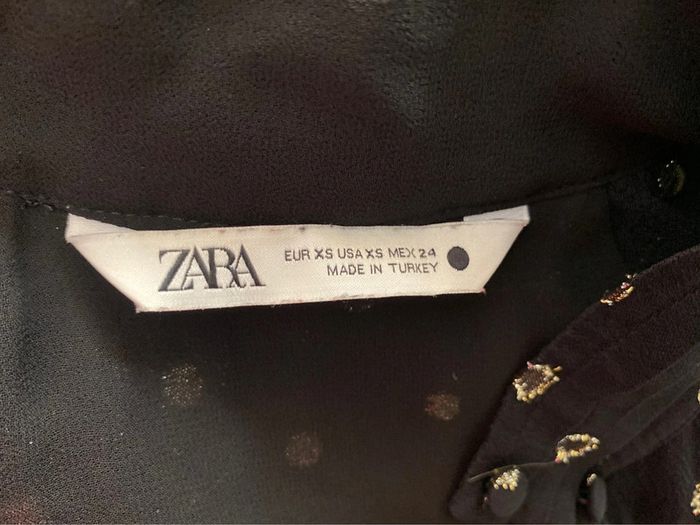 ZARA
EUR XS USA XS MEX 24
MADE IN TURKEY